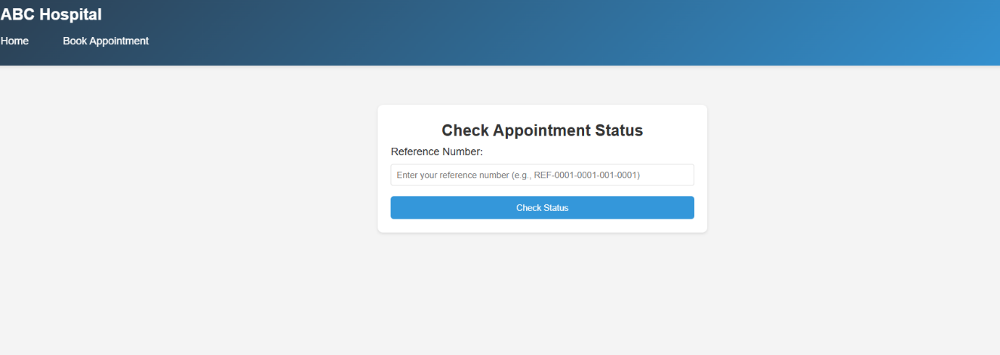 ABC Hospital
Home Book Appointment
Check Appointment Status
Reference Number:
Enter your reference number (e.g., REF-0001-0001-001-0001)
Check Status